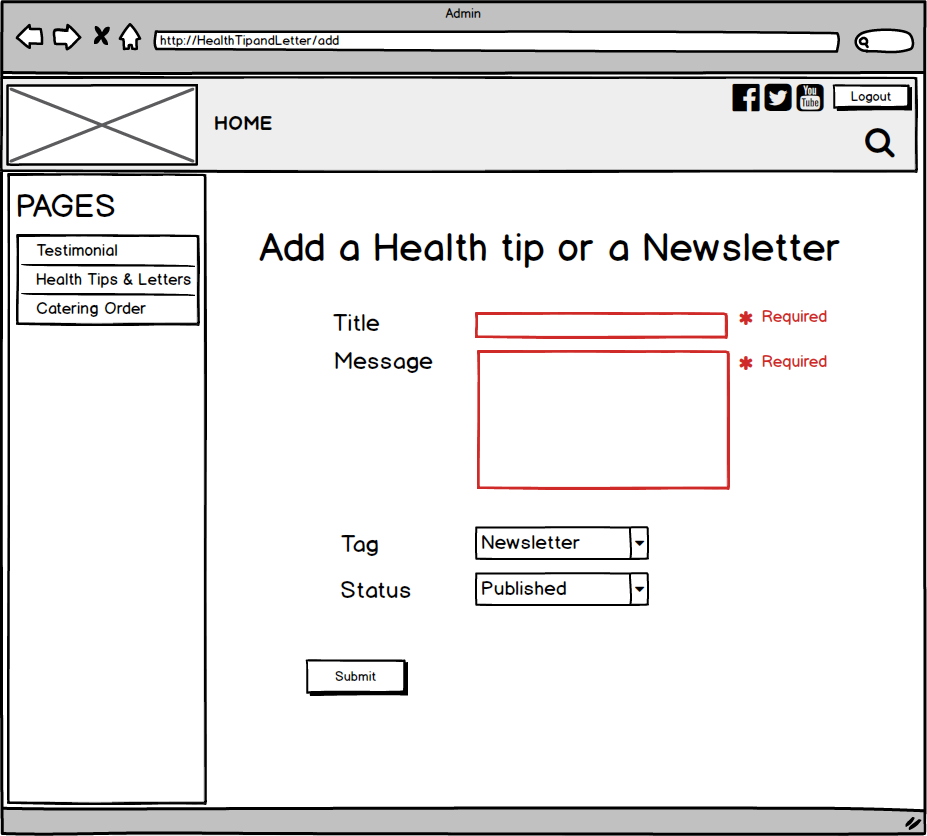 Admin
http://HealthTipandLetter/add
HOME
You
Tube
Logout
PAGES
Testimonial
Health Tips & Letters
Catering Order
Add a Health tip or a Newsletter
Title
* Required
Message
* Required
Tag
Newsletter
Status
Published
Submit